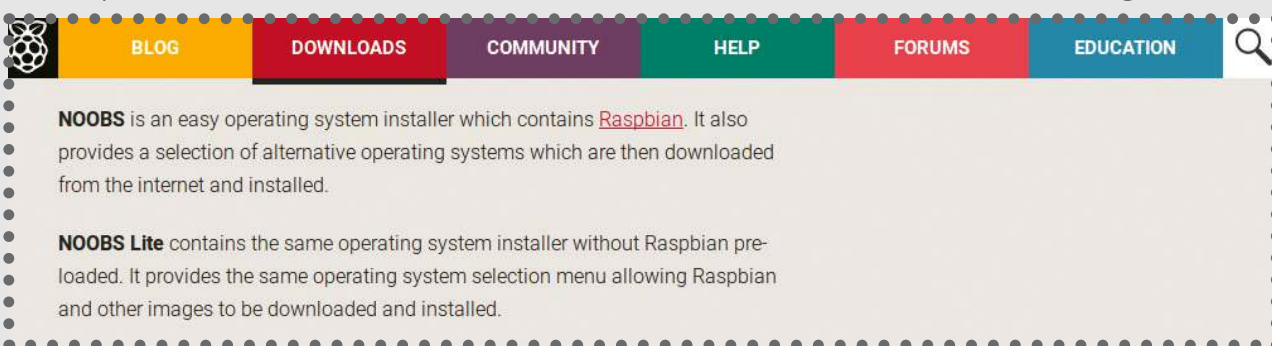 BLOG DOWNLOADS COMMUNITY HELP FORUMS EDUCATION
NOOBS is an easy operating system installer which contains Raspbian. It also
provides a selection of alternative operating systems which are then downloaded
from the internet and installed.
NOOBS Lite contains the same operating system installer without Raspbian pre-
loaded. It provides the same operating system selection menu allowing Raspbian
and other images to be downloaded and installed.